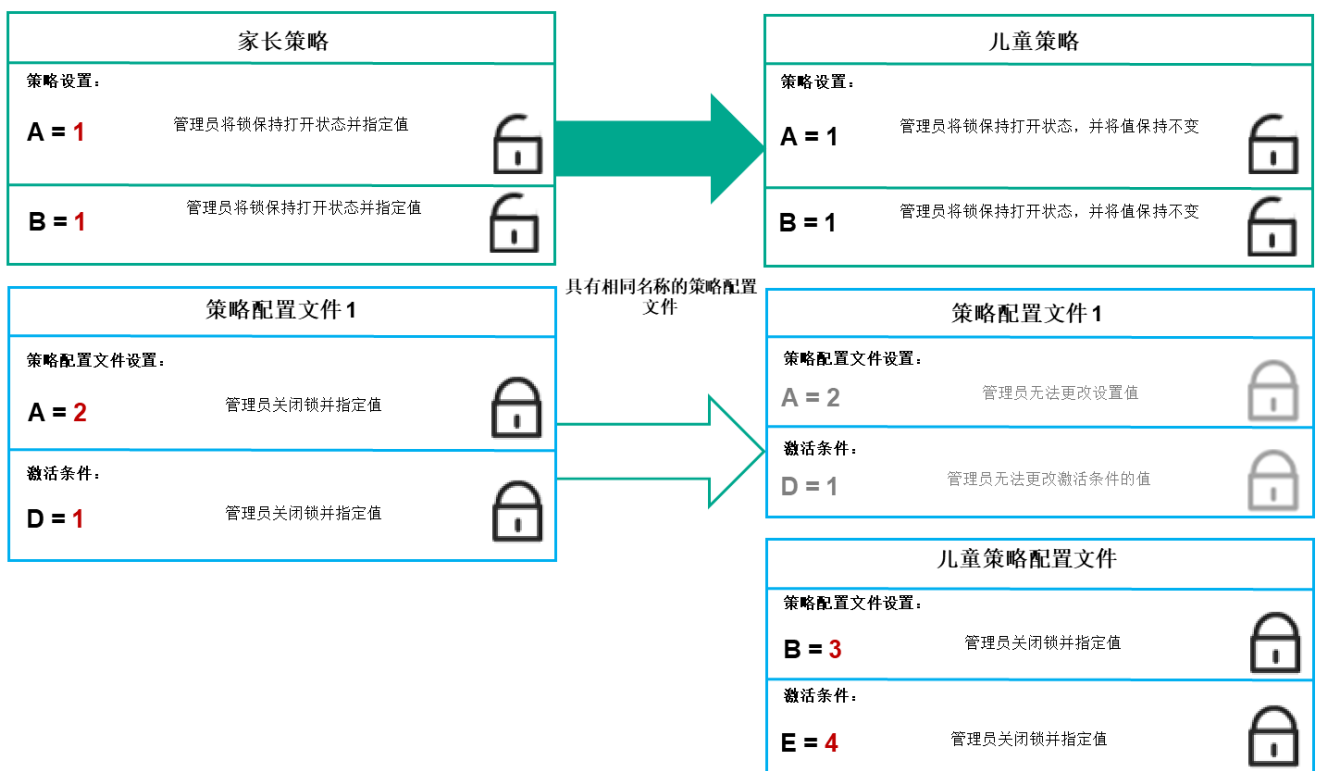 家长策略
策略设置：
A = 1
管理员将锁保持打开状态并指定值
B = 1
管理员将锁保持打开状态并指定值
儿童策略
策略设置：
A = 1
管理员将锁保持打开状态，并将值保持不变
B = 1
管理员将锁保持打开状态，并将值保持不变
具有相同名称的策略配置
文件
策略配置文件1
策略配置文件设置：
A = 2
管理员关闭锁并指定值
激活条件：
D = 1
管理员关闭锁并指定值
策略配置文件1
策略配置文件设置：
A = 2
管理员无法更改设置值
激活条件：
D = 1
管理员无法更改激活条件的值
儿童策略配置文件
策略配置文件设置：
B = 3
管理员关闭锁并指定值
激活条件：
E = 4
管理员关闭锁并指定值